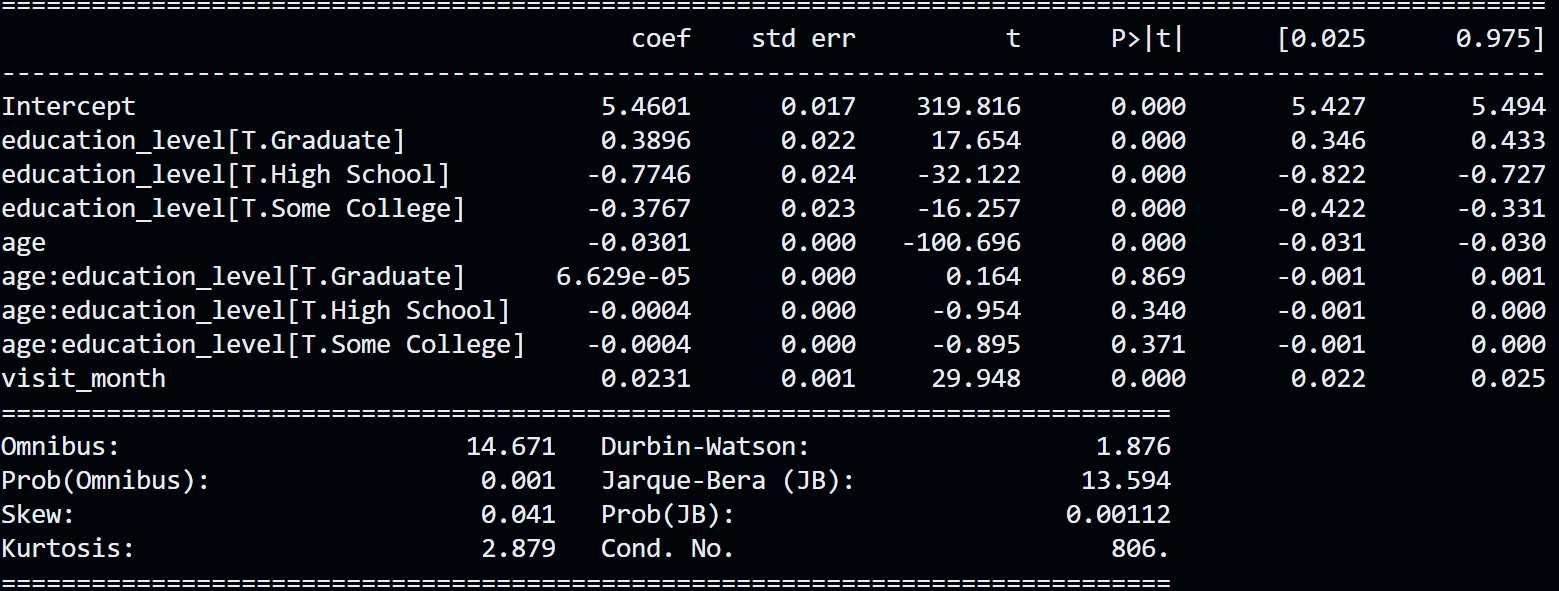 ==============================================================================================================
                                          coef    std err          t      P>|t|      [0.025      0.975]
--------------------------------------------------------------------------------------------------------------
Intercept                               5.4601      0.017    319.816      0.000       5.427       5.494
education_level[T.Graduate]             0.3896      0.022     17.654      0.000       0.346       0.433
education_level[T.High School]         -0.7746      0.024    -32.122      0.000      -0.822      -0.727
education_level[T.Some College]        -0.3767      0.023    -16.257      0.000      -0.422      -0.331
age                                    -0.0301      0.000   -100.696      0.000      -0.031      -0.030
age:education_level[T.Graduate]      6.629e-05      0.000      0.164      0.869      -0.001       0.001
age:education_level[T.High School]     -0.0004      0.000     -0.954      0.340      -0.001       0.000
age:education_level[T.Some College]    -0.0004      0.000     -0.895      0.371      -0.001       0.000
visit_month                             0.0231      0.001     29.948      0.000       0.022       0.025
==============================================================================
Omnibus:                       14.671   Durbin-Watson:                   1.876
Prob(Omnibus):                  0.001   Jarque-Bera (JB):               13.594
Skew:                           0.041   Prob(JB):                      0.00112
Kurtosis:                       2.879   Cond. No.                         806.
==============================================================================